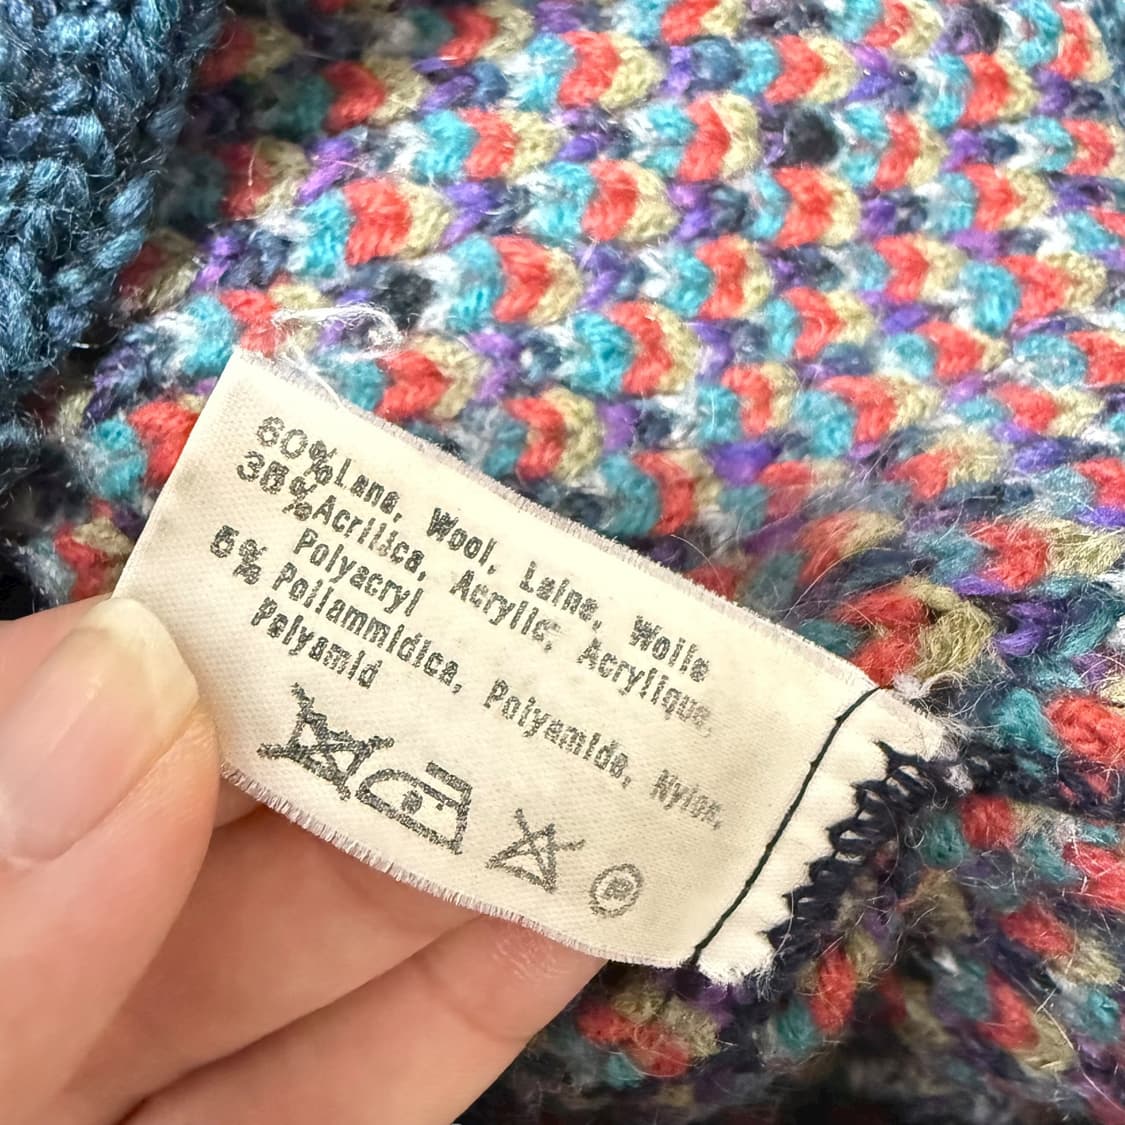 60% Lana, Wool, Laine, Wolle
35% Acrilica, Acrylic, Acrylique,
Polyacryl
5% Poliammidica, Polyamide, Nylon,
Polyamid
P